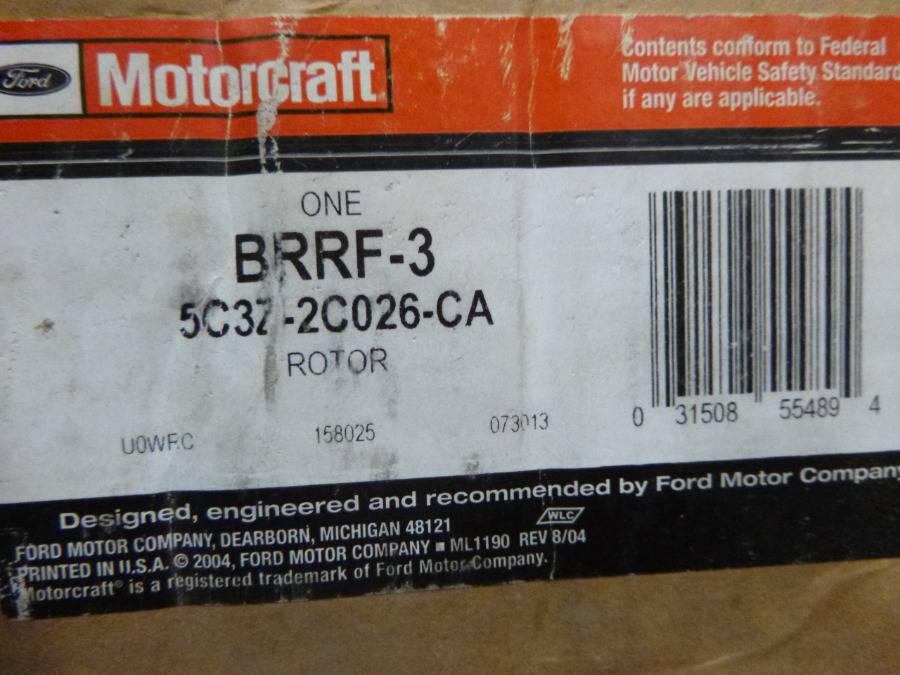 Ford Motorcraft
Contents conform to Federal
Motor Vehicle Safety Standard
if any are applicable.
ONE
BRRF-3
5C3Z-2C026-CA
ROTOR
U0WRC 158025 073013
0 31508 55489 4
Designed, engineered and recommended by Ford Motor Company
WLC
FORD MOTOR COMPANY, DEARBORN, MICHIGAN 48121
PRINTED IN U.S.A. © 2004, FORD MOTOR COMPANY ■ ML1190 REV 8/04
Motorcraft® is a registered trademark of Ford Motor Company.